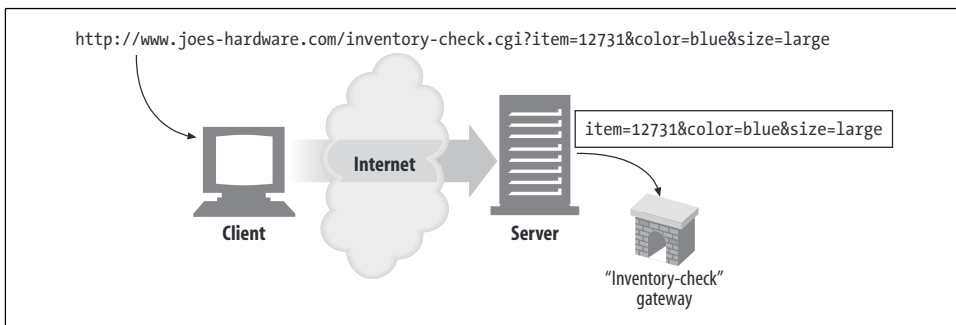 http://www.joes-hardware.com/inventory-check.cgi?item=12731&color=blue&size=large
item=12731&color=blue&size=large
Internet
Client
Server
“Inventory-check”
gateway